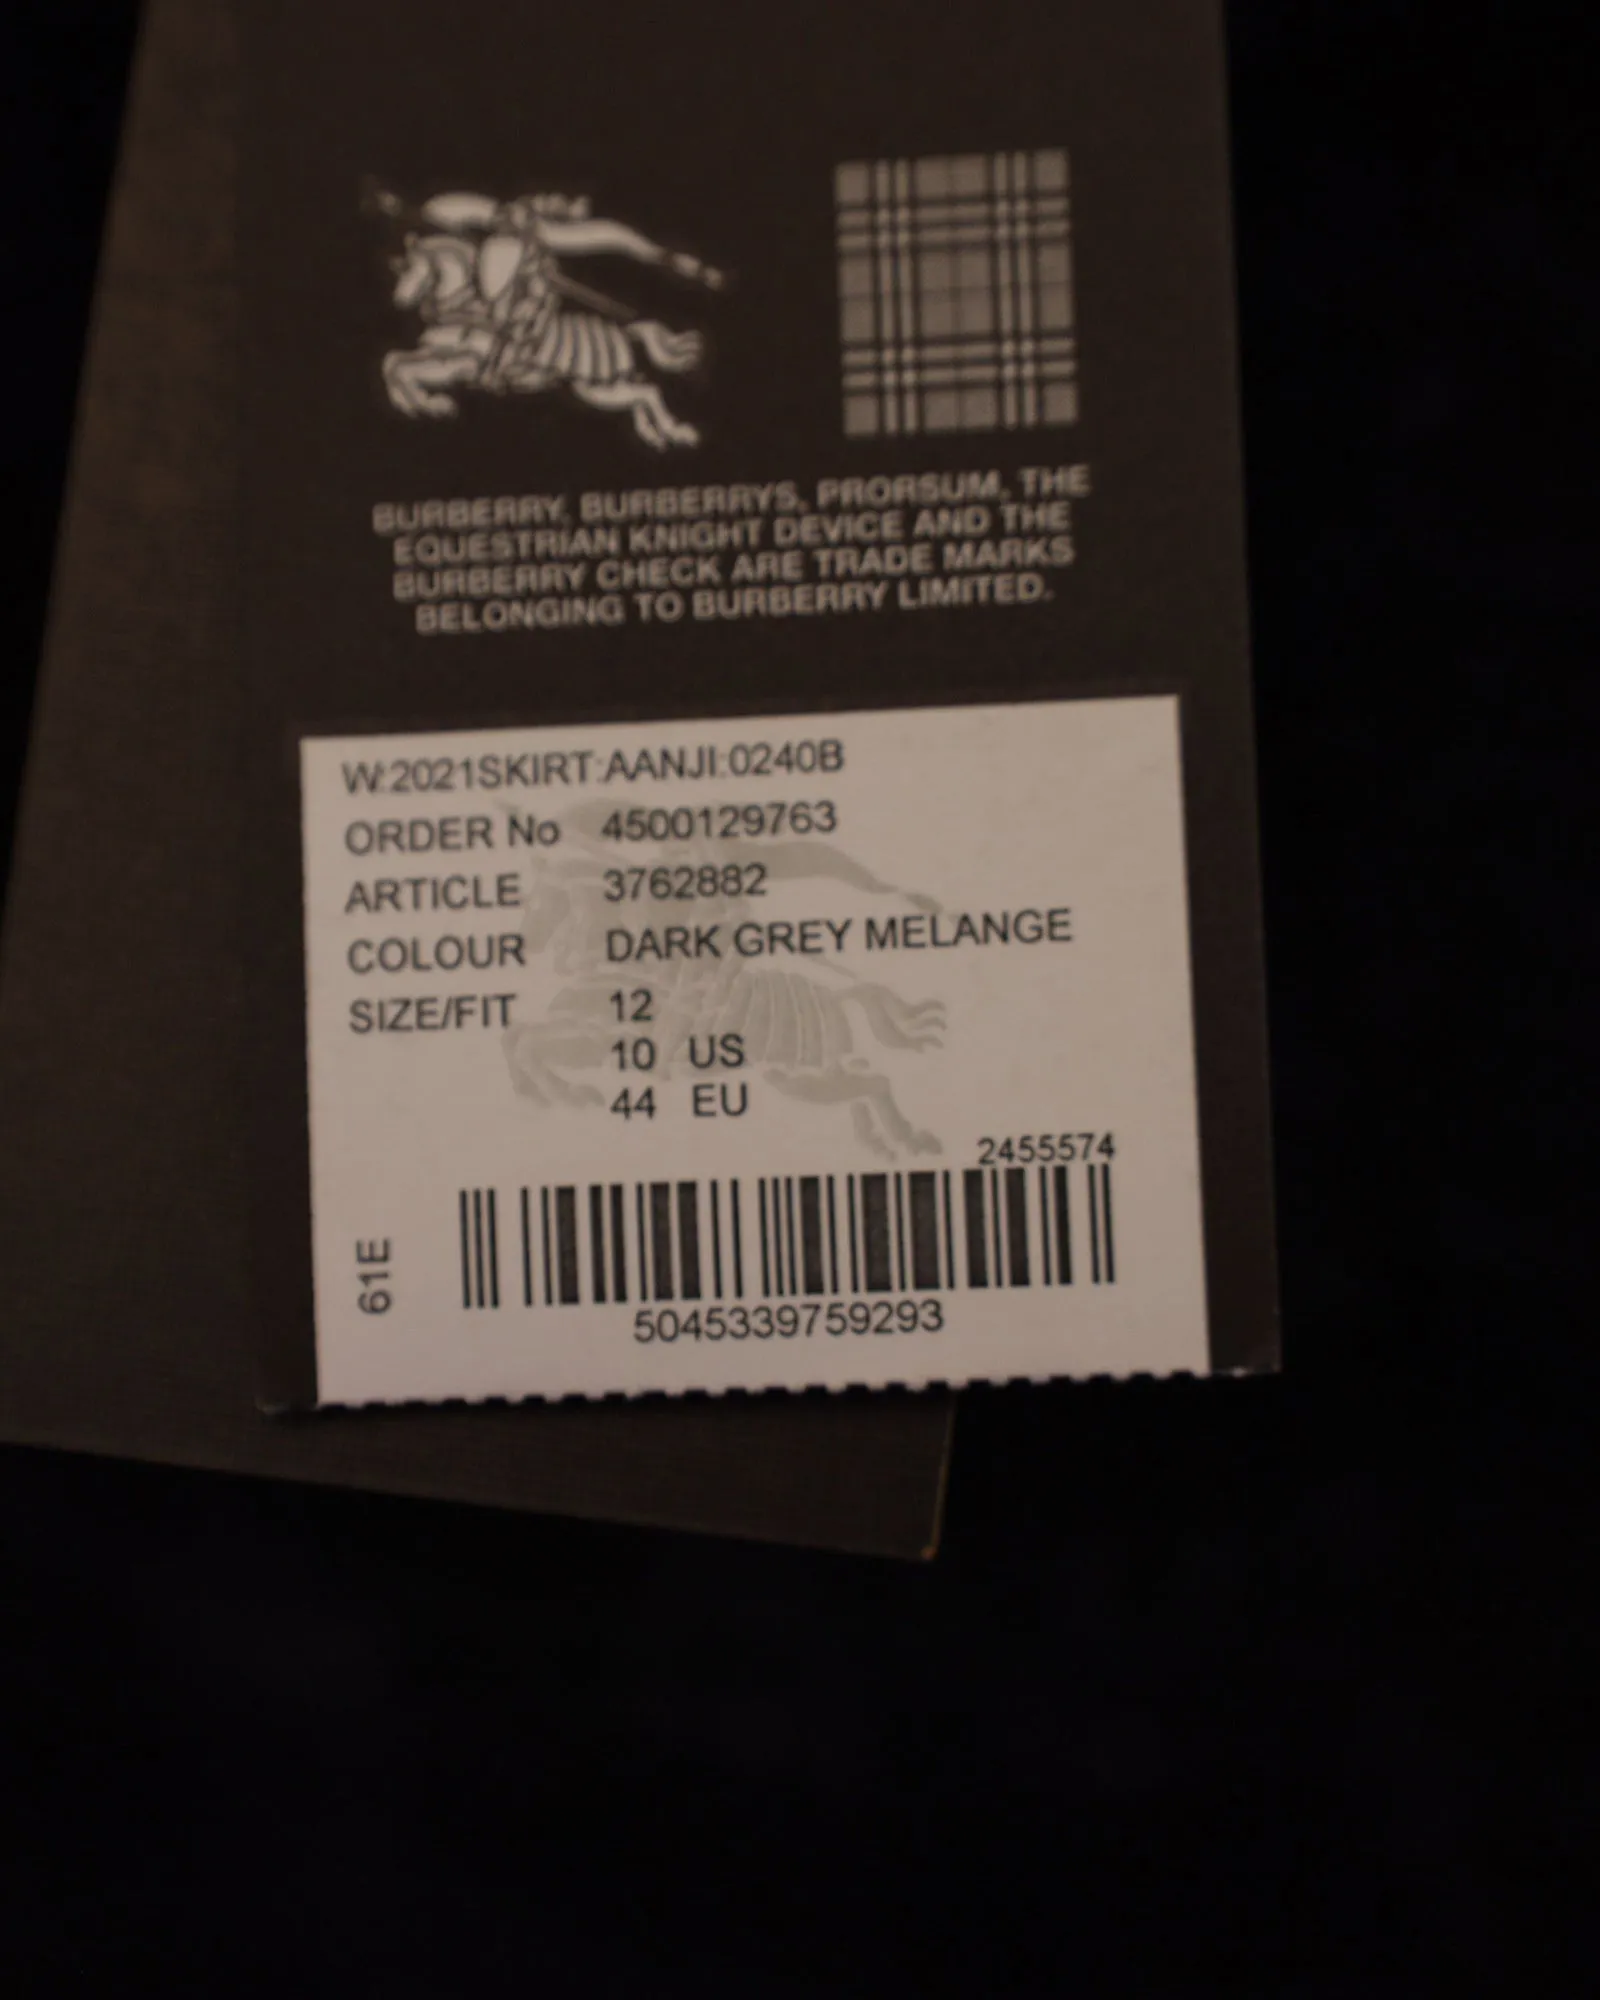 BURBERRY, BURBERRYS, PRORSUM, THE
EQUESTRIAN KNIGHT DEVICE AND THE
BURBERRY CHECK ARE TRADE MARKS
BELONGING TO BURBERRY LIMITED.
W:2021SKIRT:AANJI:0240B
ORDER No 4500129763
ARTICLE 3762882
COLOUR DARK GREY MELANGE
SIZE/FIT 12
10 US
44 EU
2455574
61E
5045339759293